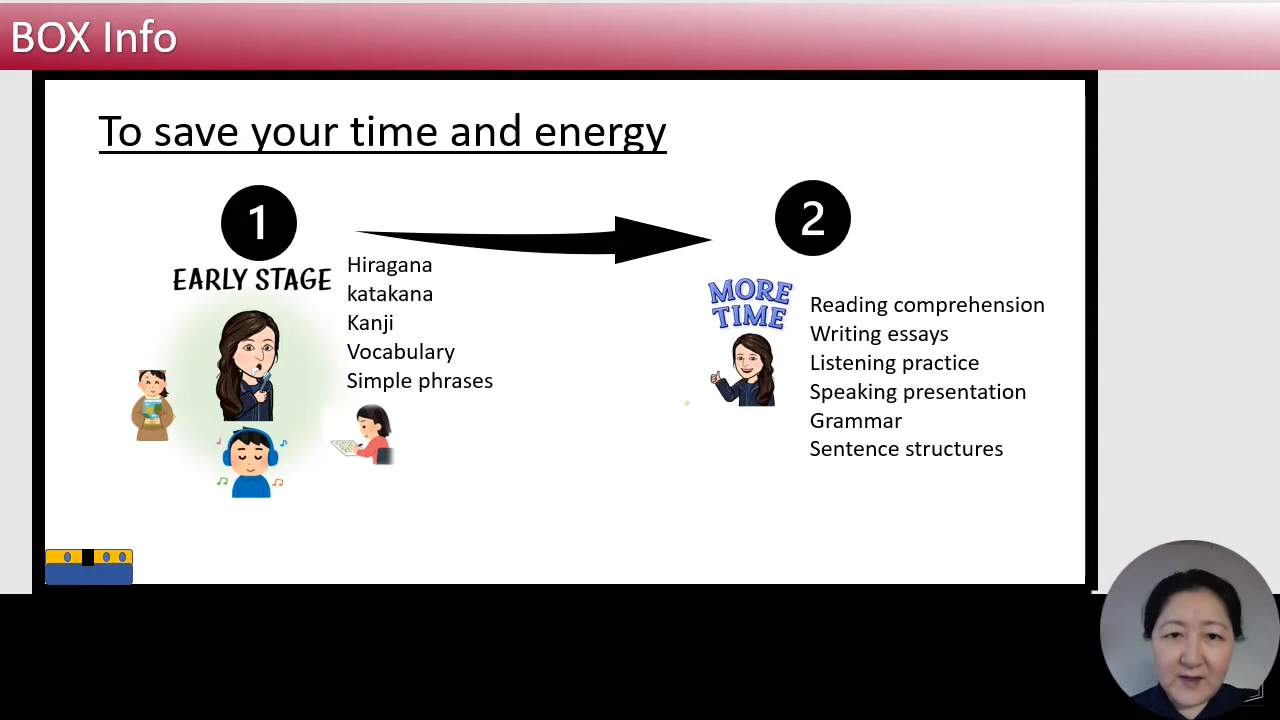 BOX Info
To save your time and energy
1
2
EARLY STAGE
Hiragana
katakana
Kanji
Vocabulary
Simple phrases
MORE
TIME
Reading comprehension
Writing essays
Listening practice
Speaking presentation
Grammar
Sentence structures